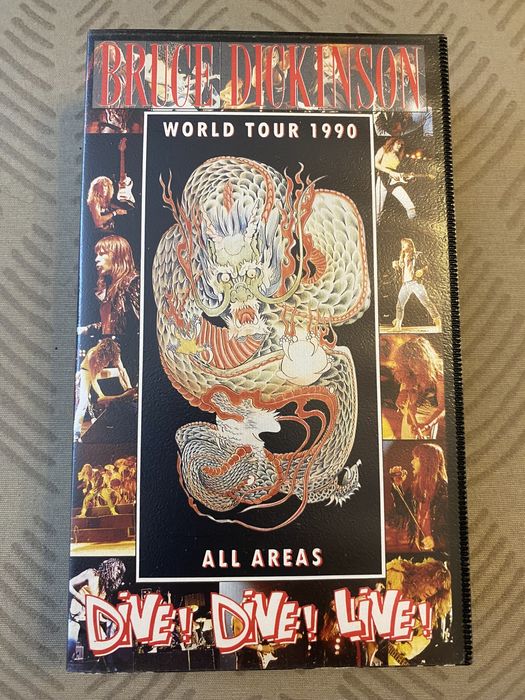 BRUCE DICKINSON
WORLD TOUR 1990
ALL AREAS
DIVE! DIVE! LIVE!